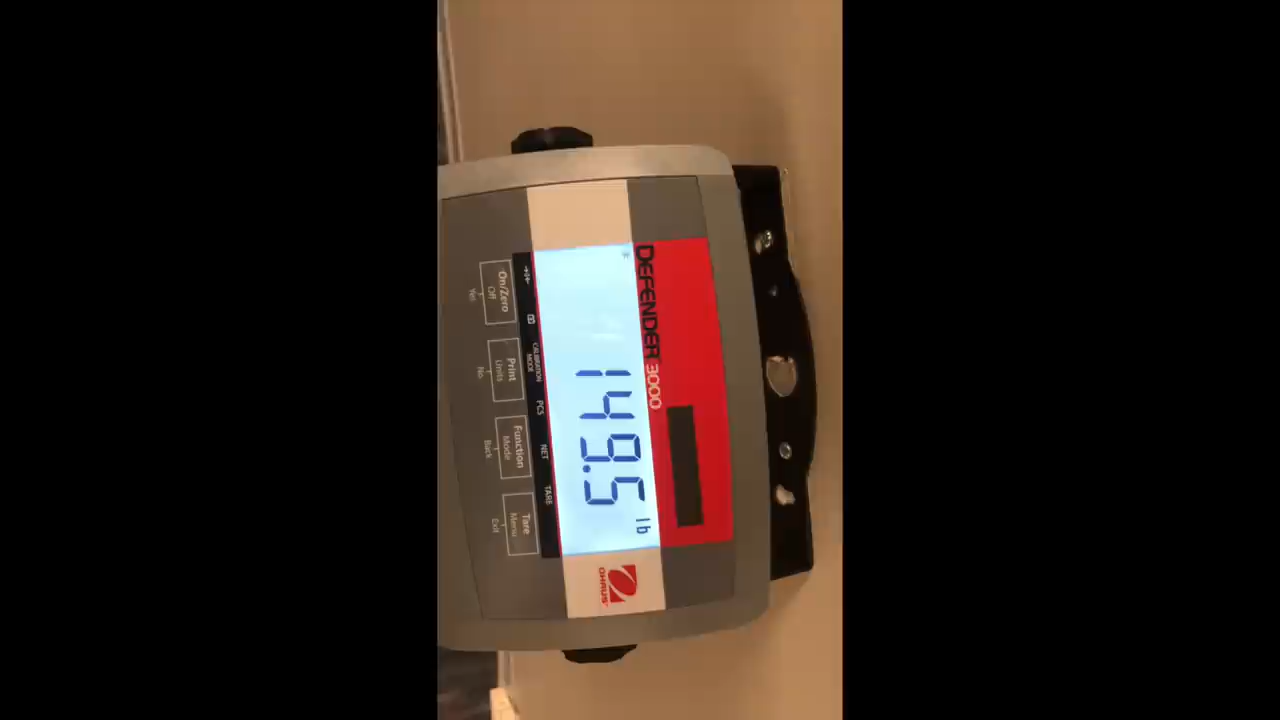 DEFENDER 3000
149.5 lb
*
→0←
CALIBRATION MODE
PCS
NET
TARE
On/Zero
Off
Yes
Print
Units
No
Function
Mode
Back
Tare
Menu
Exit
OHAUS